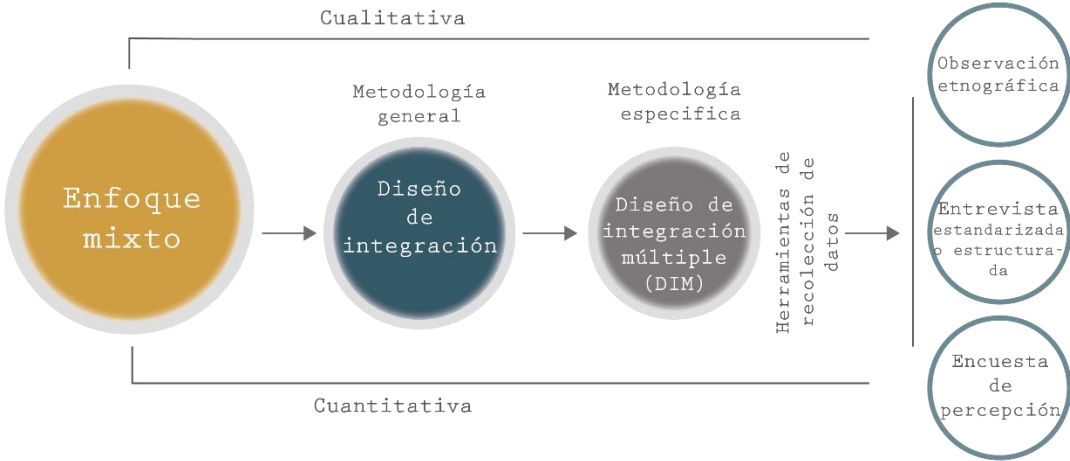 Cualitativa
Enfoque
mixto
Metodología
general
Diseño
de
integración
Metodología
especifica
Diseño de
integración
múltiple
(DIM)
Herramientas de
recolección de
datos
Observación
etnográfica
Entrevista
estandarizada
o estructura-
da
Encuesta
de
percepción
Cuantitativa